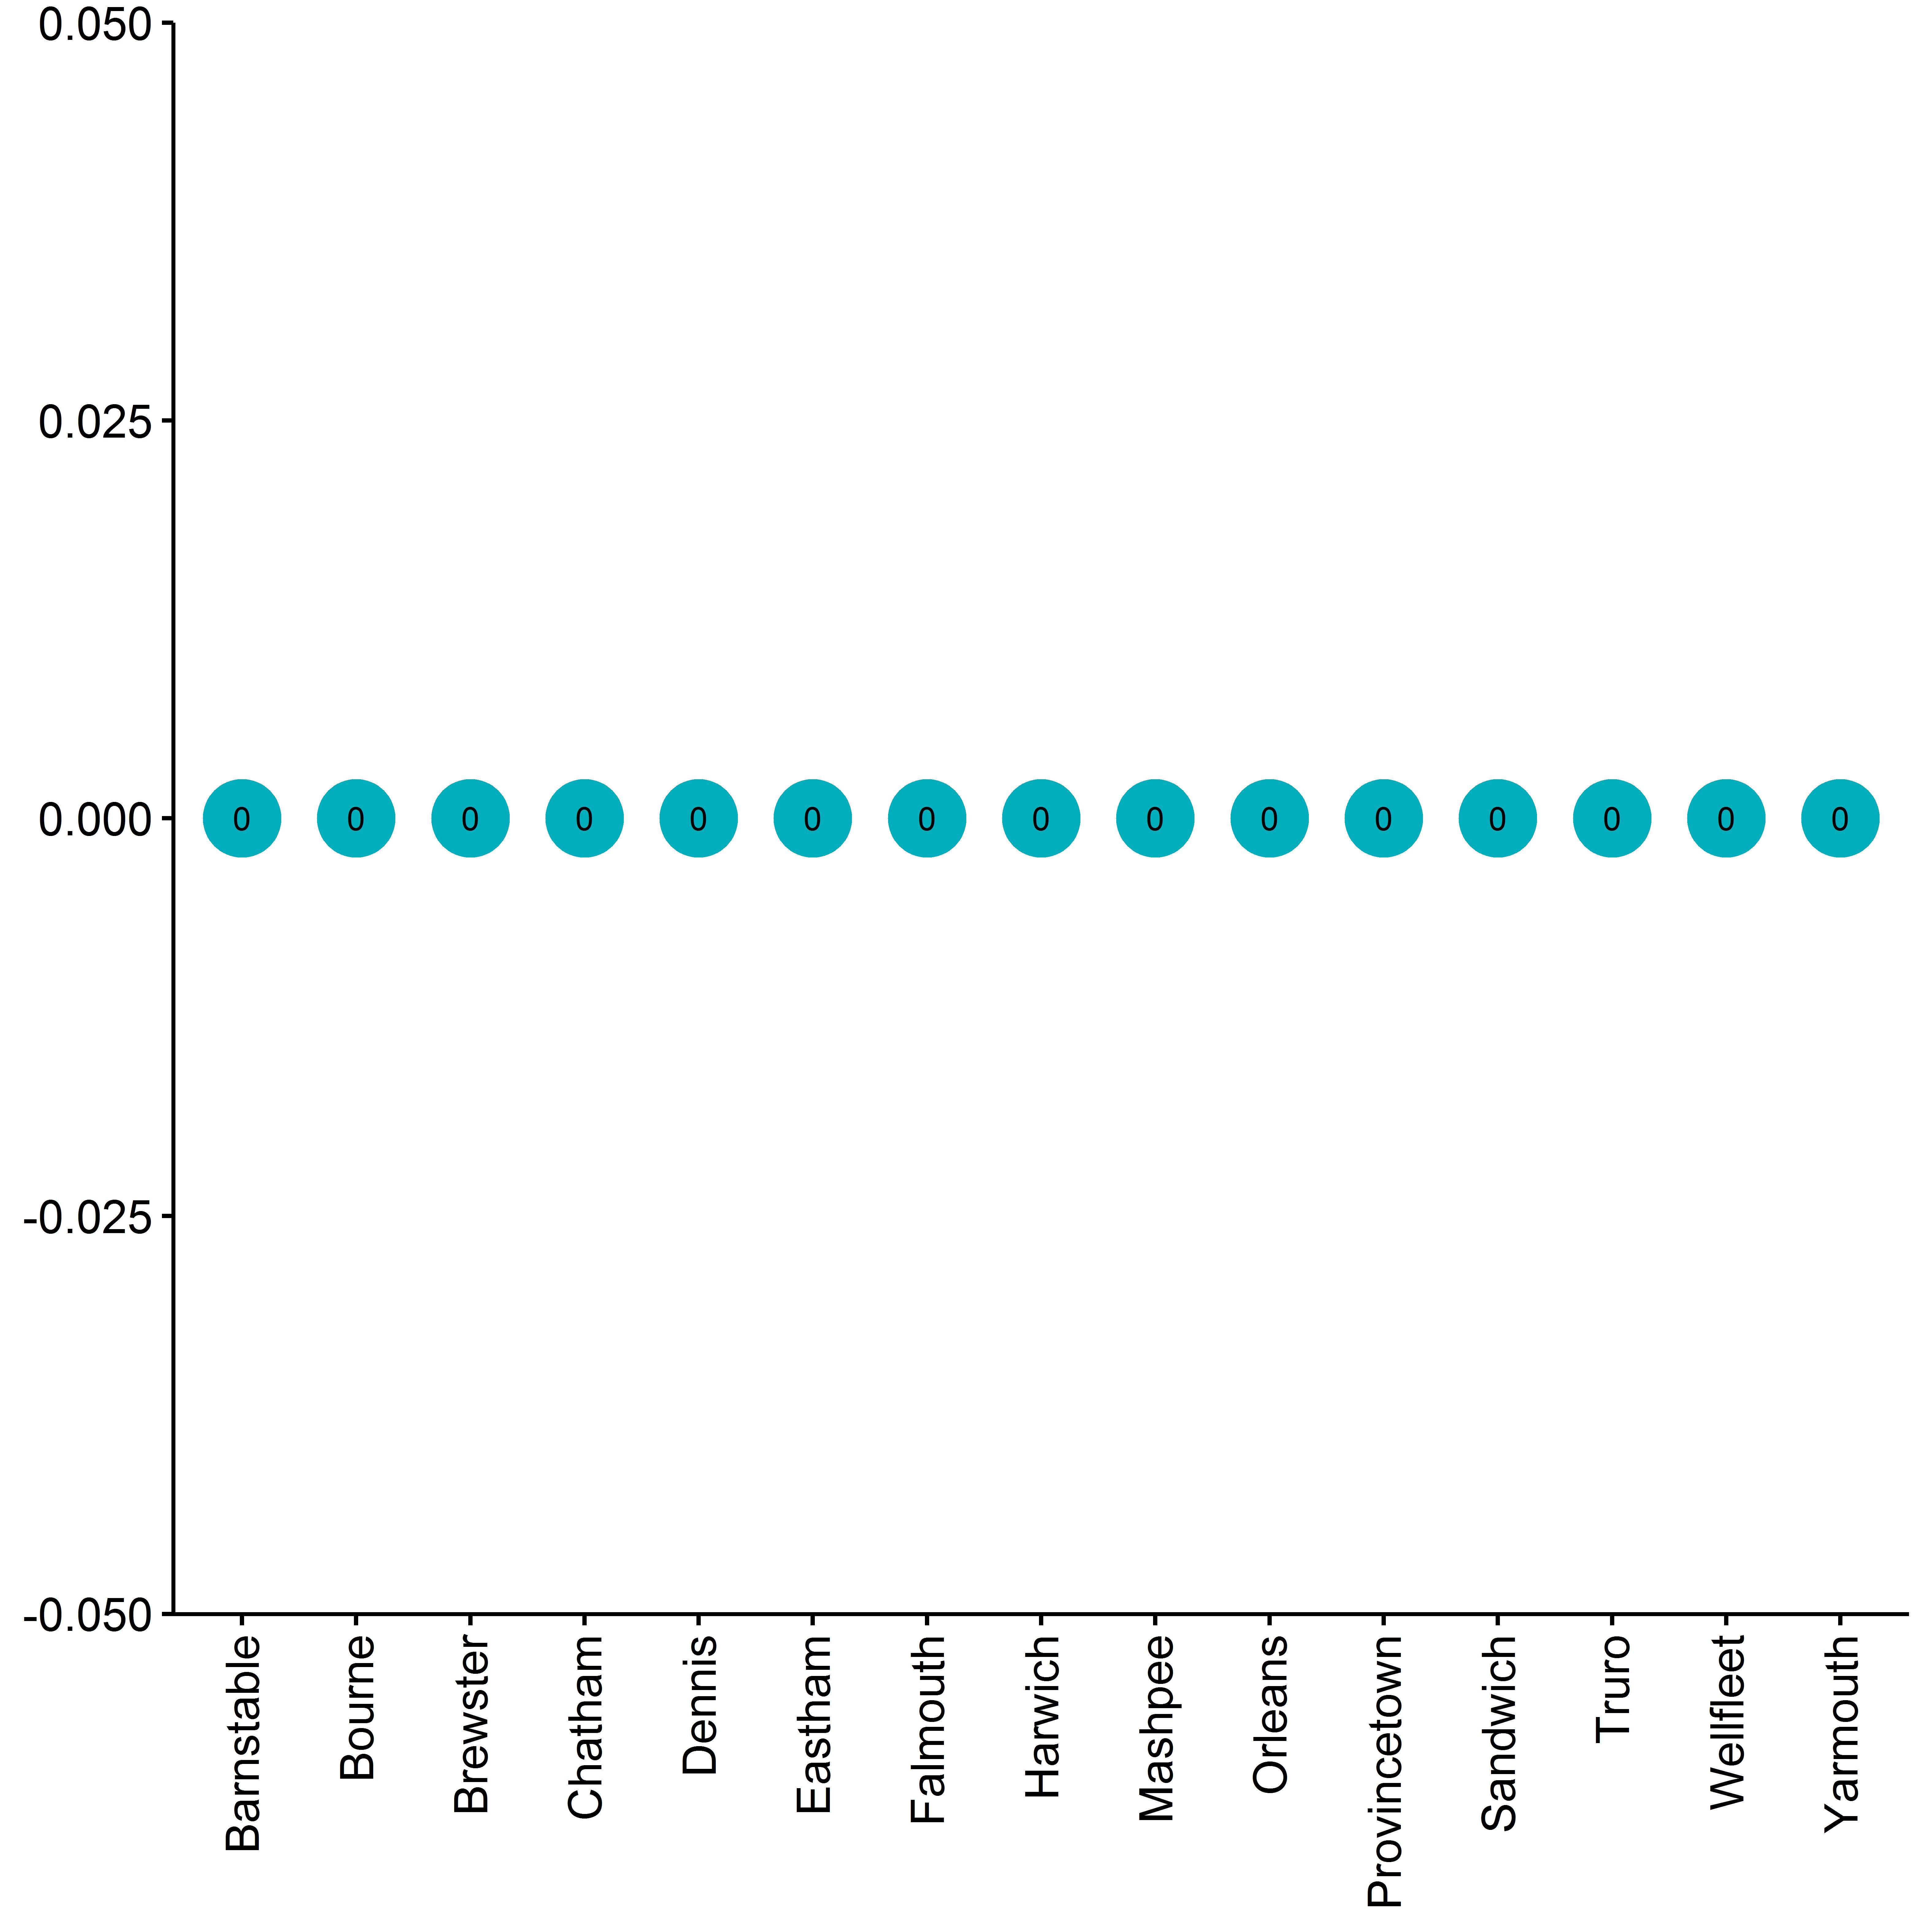 0.050
0.025
0.000
-0.025
-0.050
0 0 0 0 0 0 0 0 0 0 0 0 0 0 0
Barnstable
Bourne
Brewster
Chatham
Dennis
Eastham
Falmouth
Harwich
Mashpee
Orleans
Provincetown
Sandwich
Truro
Wellfleet
Yarmouth